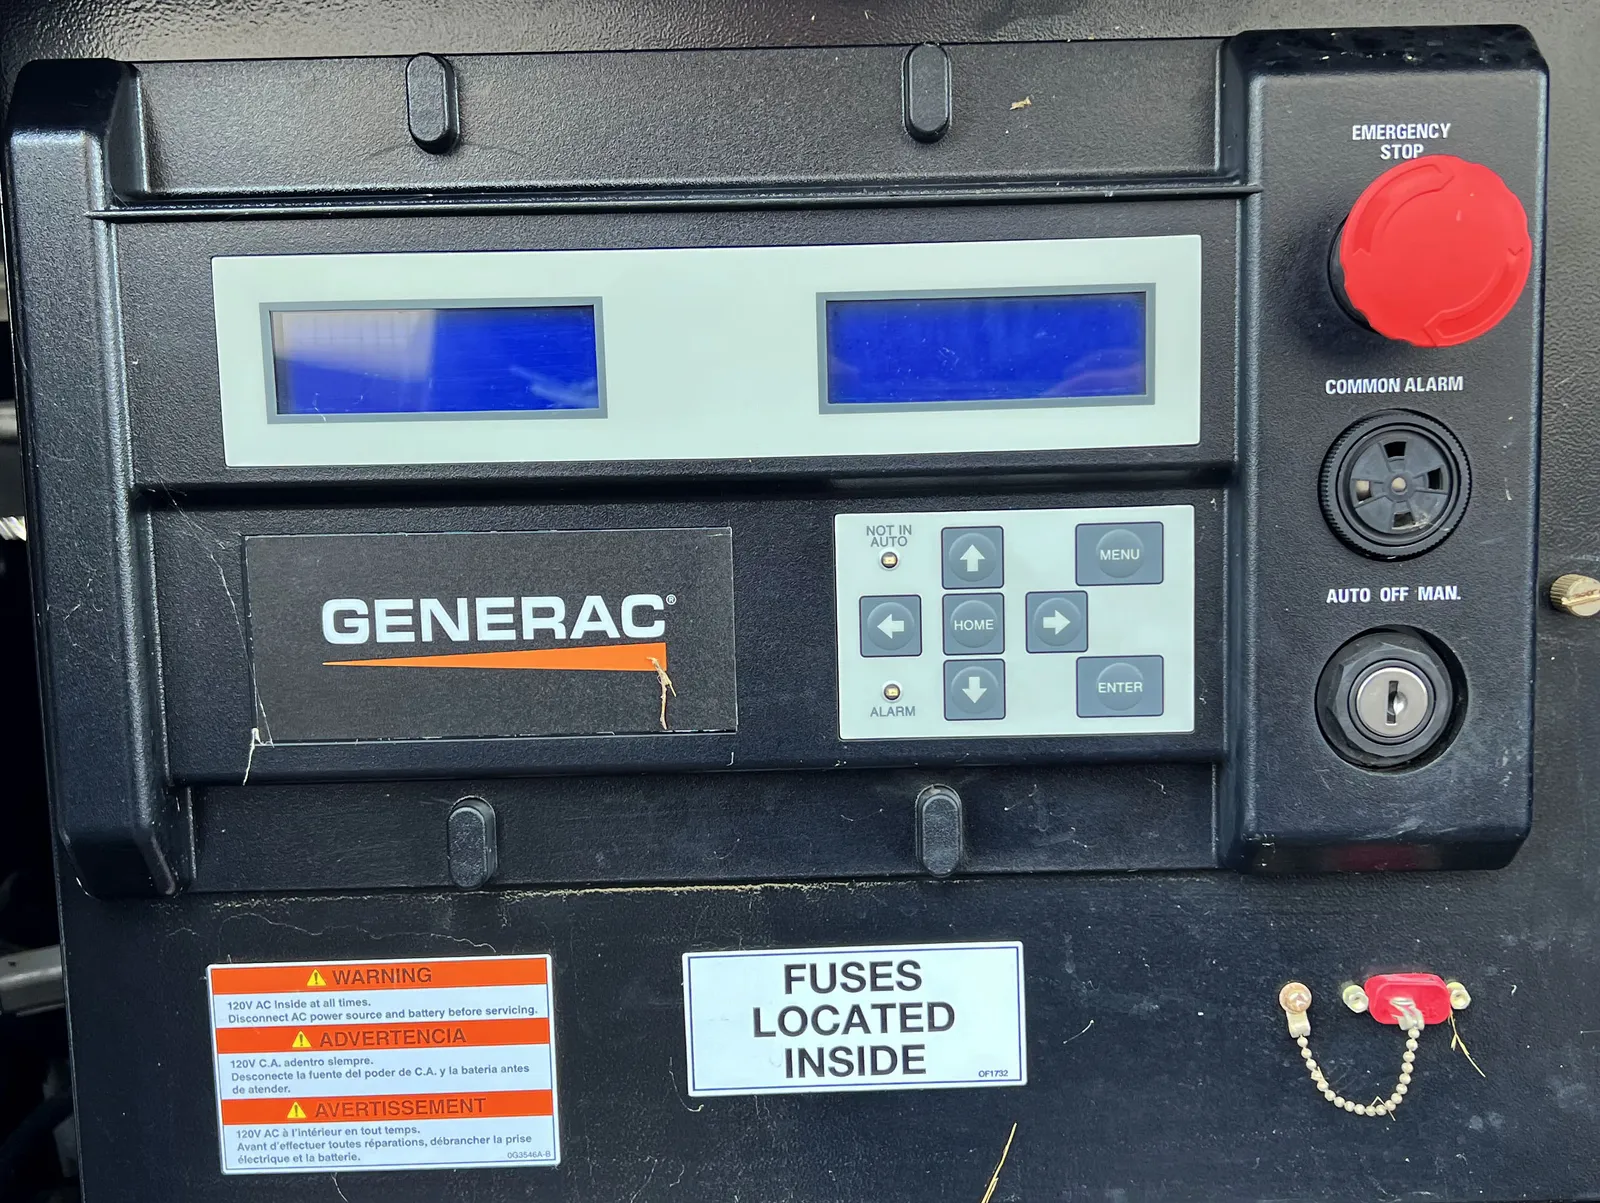 EMERGENCY
STOP
COMMON ALARM
AUTO OFF MAN.
GENERAC®
NOT IN
AUTO
MENU
HOME
ENTER
ALARM
WARNING
120V AC Inside at all times.
Disconnect AC power source and battery before servicing.
ADVERTENCIA
120V C.A. adentro siempre.
Desconecte la fuente del poder de C.A. y la bateria antes
de atender.
AVERTISSEMENT
120V AC à l'intérieur en tout temps.
Avant d'effectuer toutes réparations, débrancher la prise
électrique et la batterie.
0G3546A-B
FUSES
LOCATED
INSIDE
OF1732